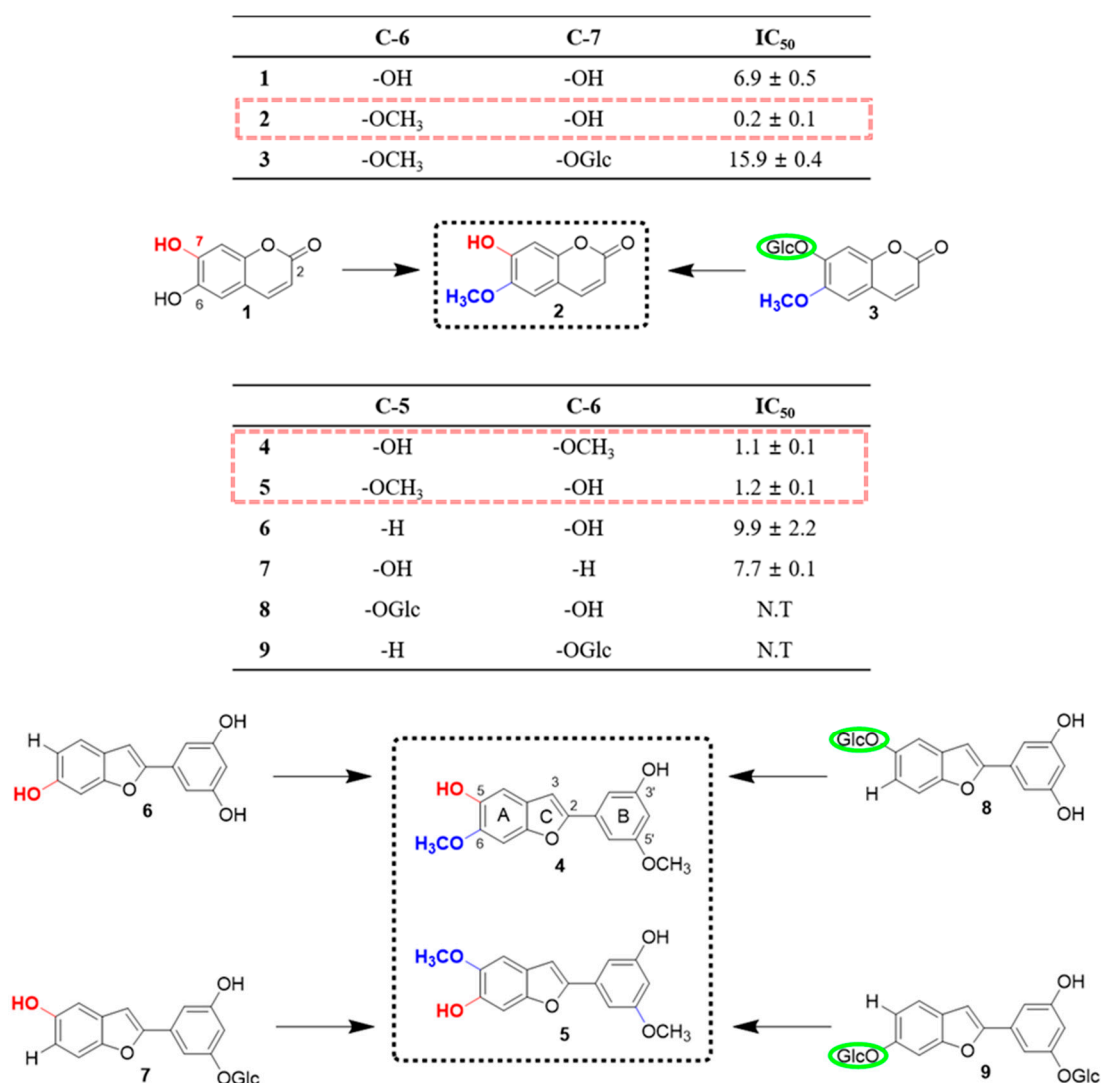 C-6 C-7 IC50
1 -OH -OH 6.9 ± 0.5
2 -OCH3 -OH 0.2 ± 0.1
3 -OCH3 -OGlc 15.9 ± 0.4
HO 7 O O GlcO O O
HO O O
2
HO 6 H3CO H3CO
1 2 3
C-5 C-6 IC50
4 -OH -OCH3 1.1 ± 0.1
5 -OCH3 -OH 1.2 ± 0.1
6 -H -OH 9.9 ± 2.2
7 -OH -H 7.7 ± 0.1
8 -OGlc -OH N.T
9 -H -OGlc N.T
OH OH
H GlcO
HO O OH H O OH
6 8
OH
HO 5 3 3'
A C 2 B
H3CO 6 O 5'
4 OCH3
OH
H3CO
HO O
5 OCH3
OH OH
HO H
H O GlcO O
7 OGlc 9 OGlc